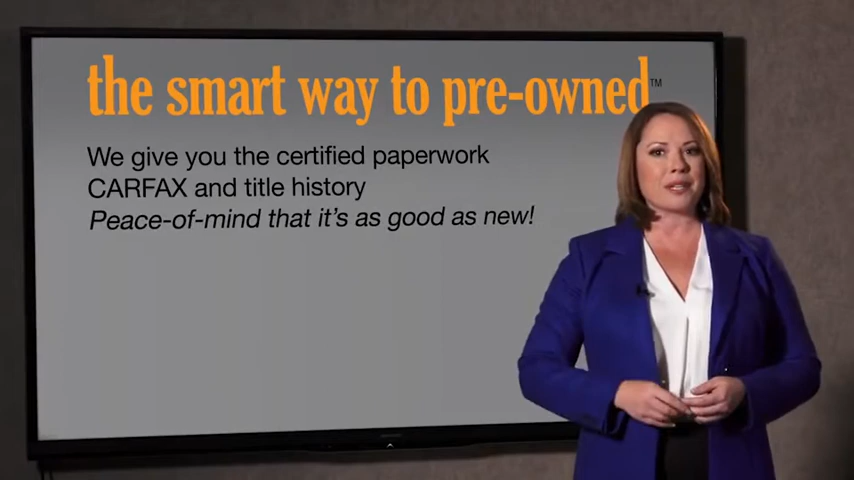 the smart way to pre-owned™
We give you the certified paperwork
CARFAX and title history
Peace-of-mind that it's as good as new!